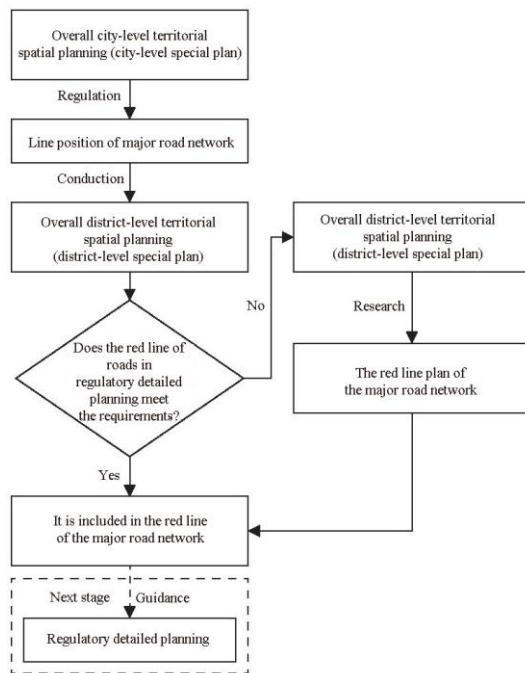 Overall city-level territorial
spatial planning (city-level special plan)
Regulation
Line position of major road network
Conduction
Overall district-level territorial
spatial planning
(district-level special plan)
Does the red line of
roads in
regulatory detailed
planning meet
the requirements?
No
Overall district-level territorial
spatial planning
(district-level special plan)
Research
The red line plan of
the major road network
Yes
It is included in the red line
of the major road network
Next stage Guidance
Regulatory detailed planning